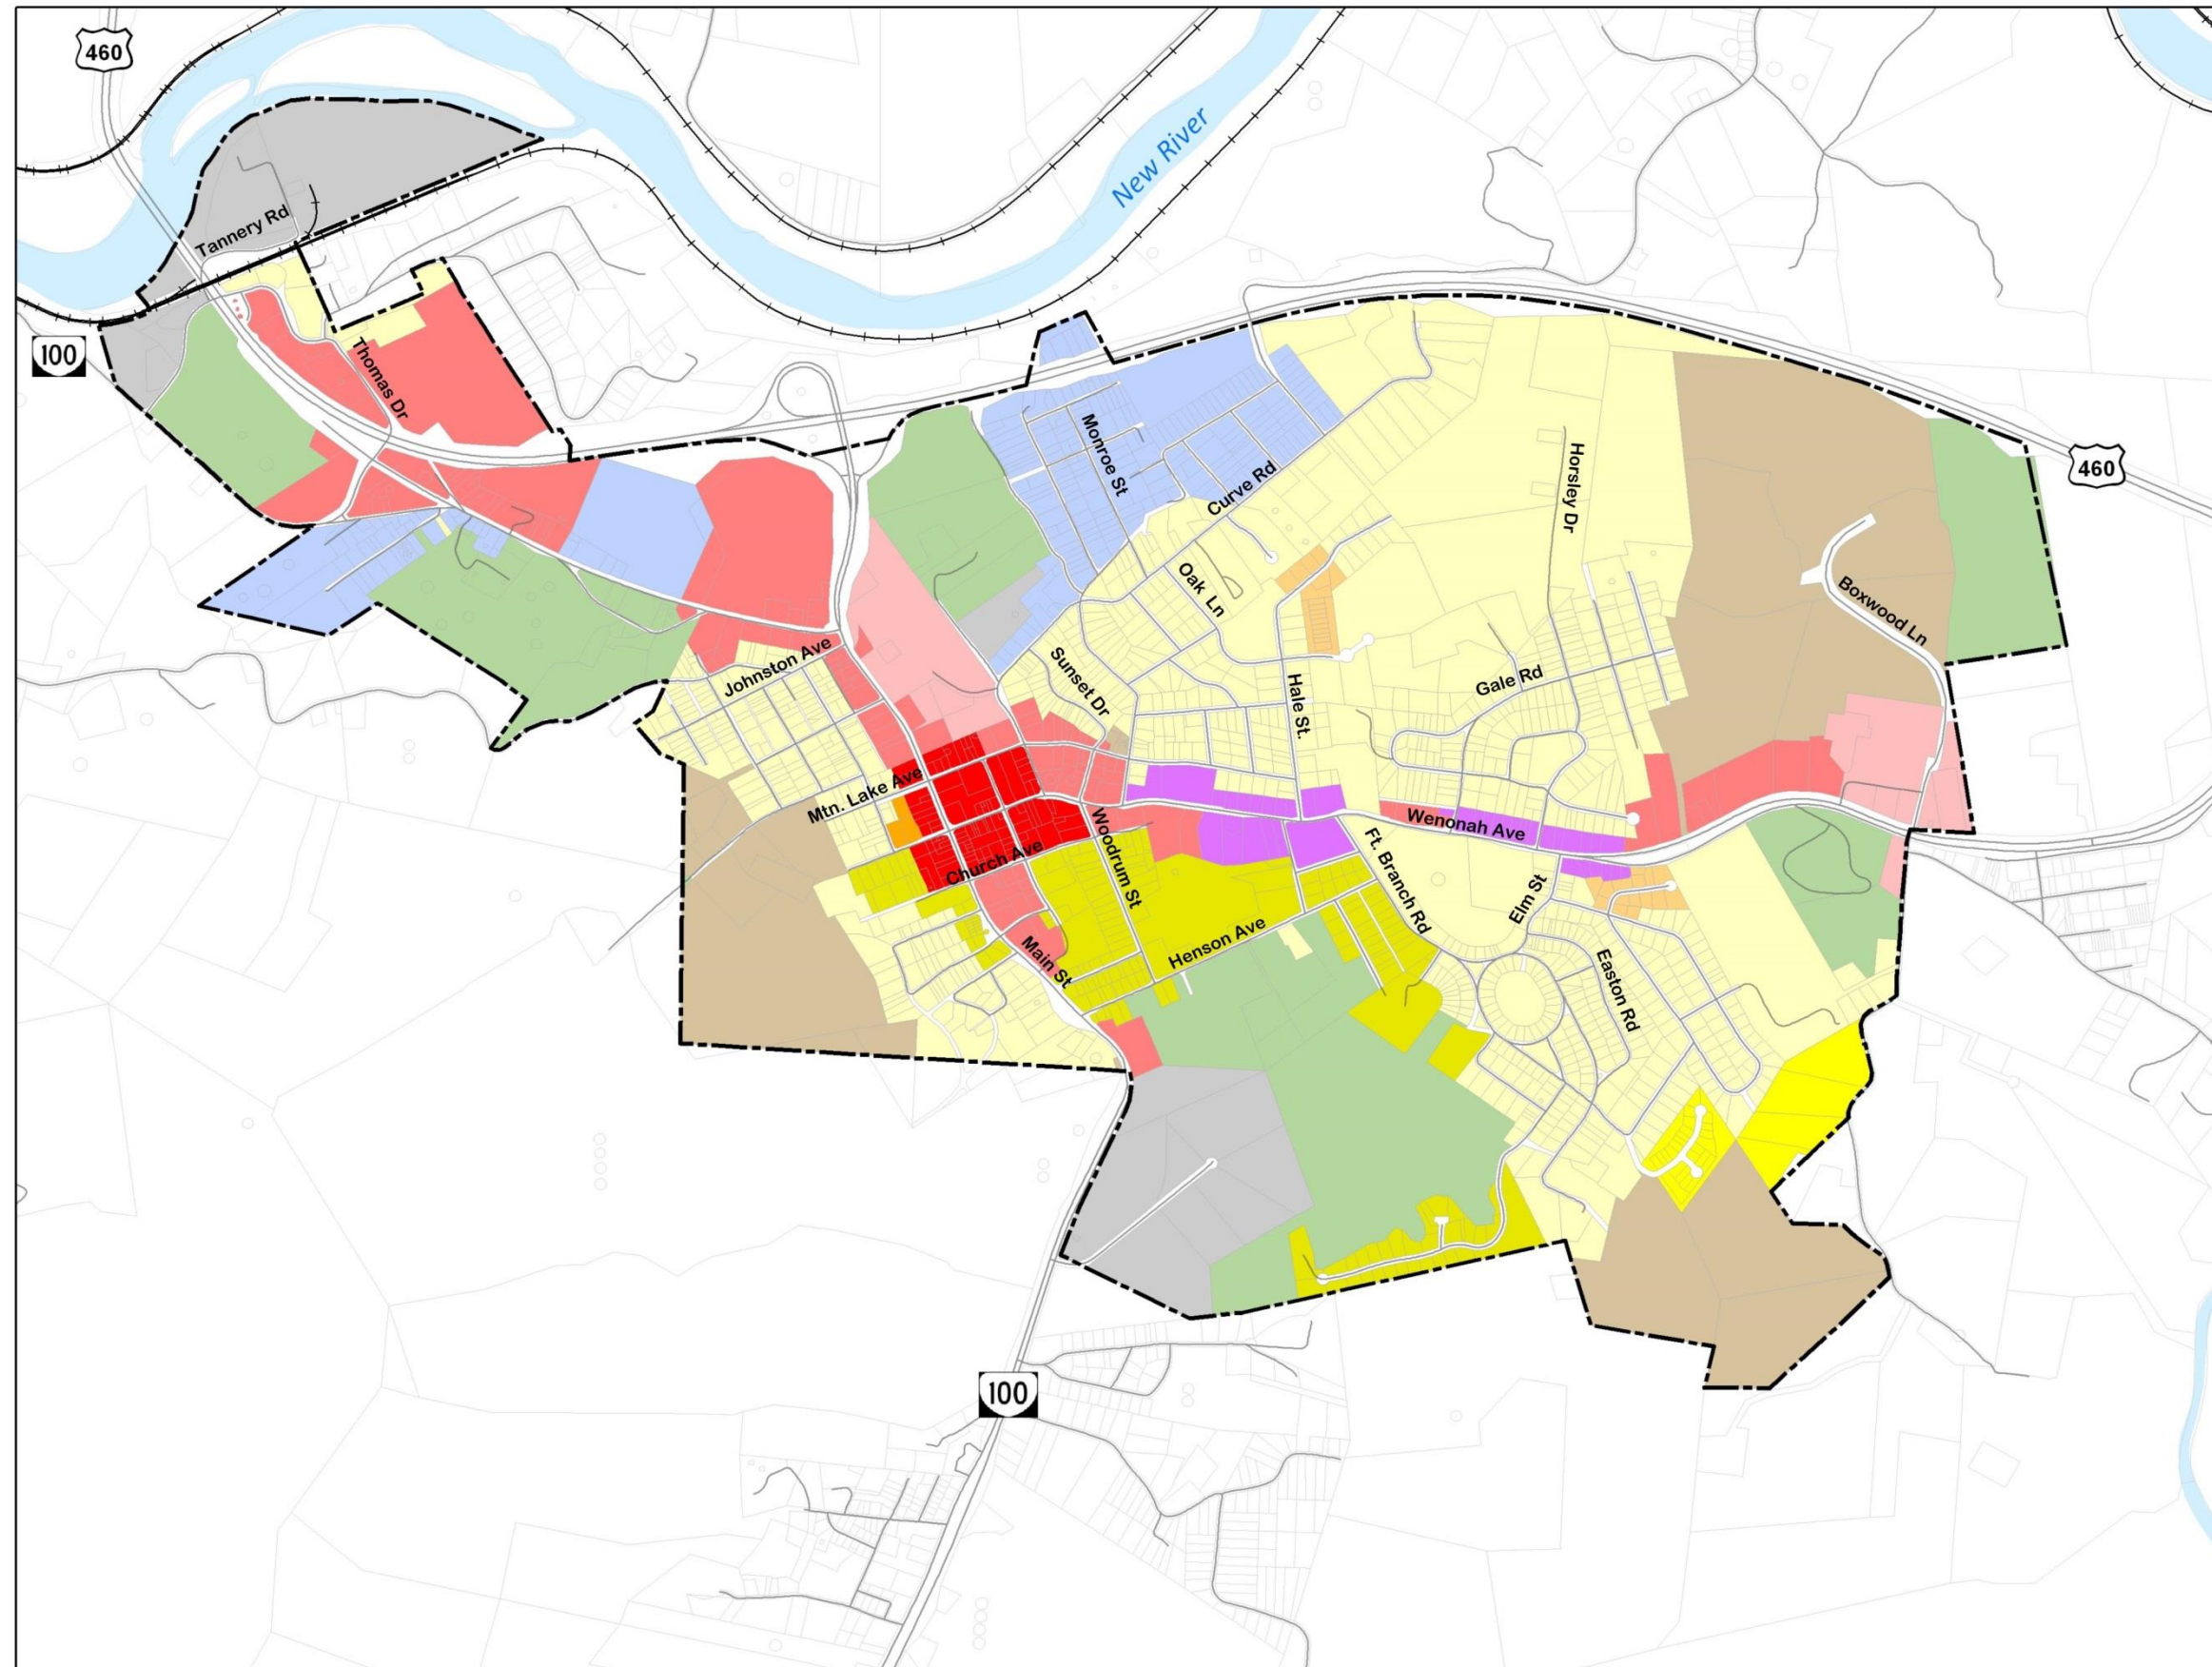 460
New River
Tannery Rd
100
Thomas Dr
Monroe St
Curve Rd
Horsley Dr
460
Oak Ln
Boxwood Ln
Johnston Ave
Sunset Dr
Hale St.
Gale Rd
Mtn. Lake Ave
Woodrum St
Wenonah Ave
Church Ave
Ft. Branch Rd
Elm St
Henson Ave
Main St
Easton Rd
100